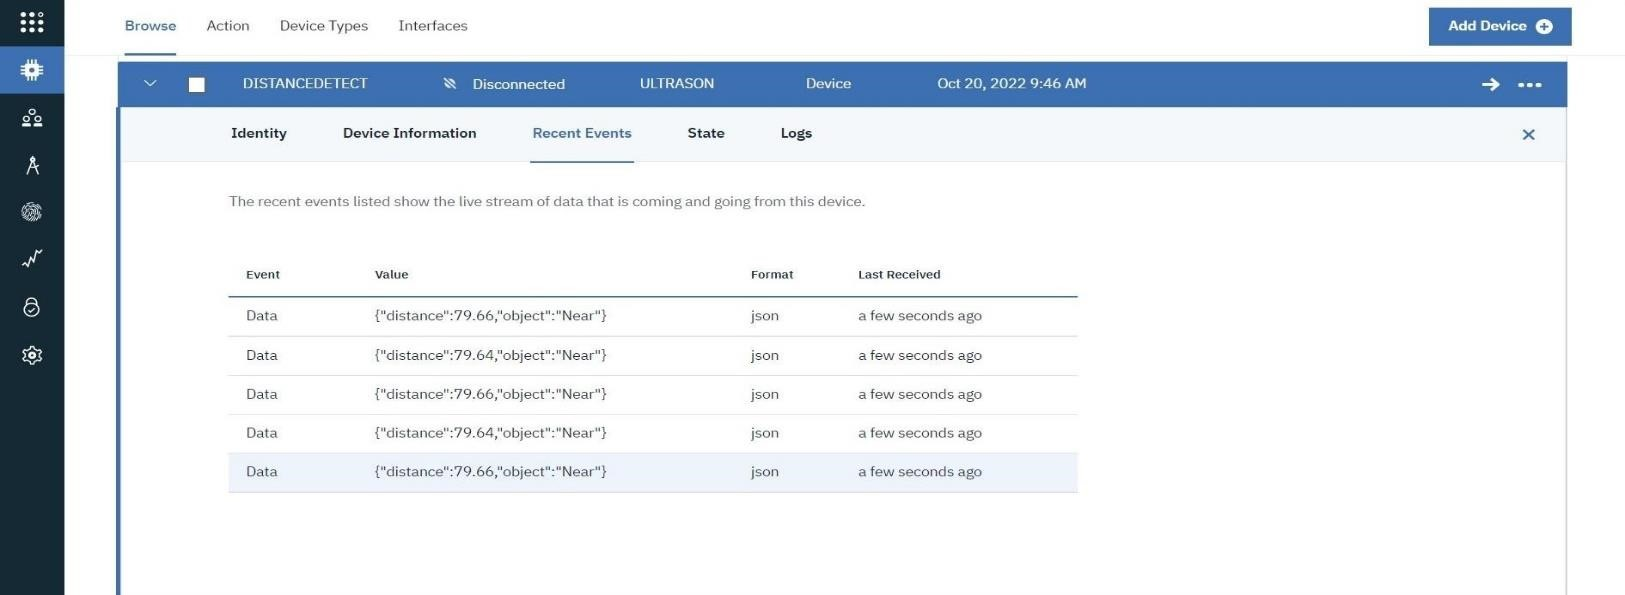 Browse Action Device Types Interfaces Add Device
DISTANCEDETECT Disconnected ULTRASON Device Oct 20, 2022 9:46 AM
Identity Device Information Recent Events State Logs
The recent events listed show the live stream of data that is coming and going from this device.
Event Value Format Last Received
Data {"distance":79.66,"object":"Near"} json a few seconds ago
Data {"distance":79.64,"object":"Near"} json a few seconds ago
Data {"distance":79.66,"object":"Near"} json a few seconds ago
Data {"distance":79.64,"object":"Near"} json a few seconds ago
Data {"distance":79.66,"object":"Near"} json a few seconds ago